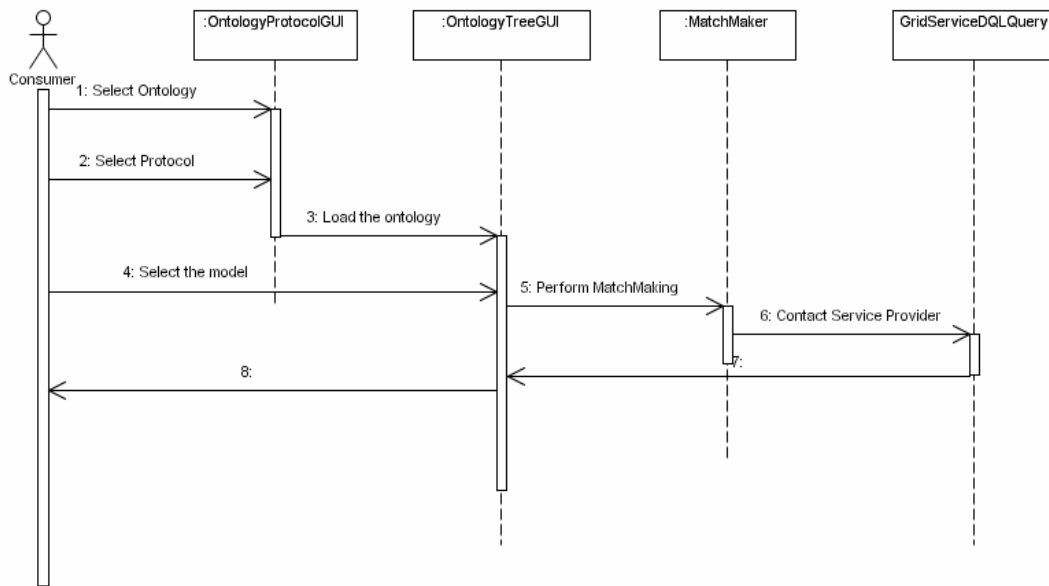 :OntologyProtocolGUI
:OntologyTreeGUI
:MatchMaker
GridServiceDQLQuery
Consumer
1: Select Ontology
2: Select Protocol
3: Load the ontology
4: Select the model
5: Perform MatchMaking
6: Contact Service Provider
7:
8: